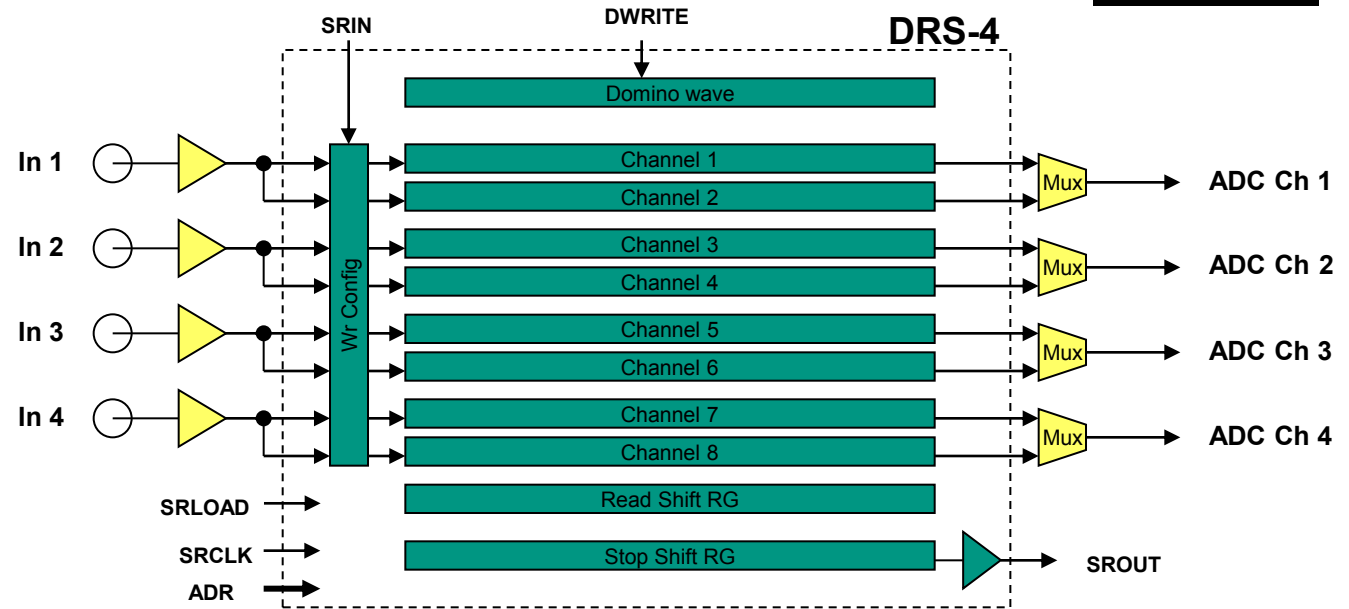 SRIN
DWRITE
DRS-4
Domino wave
In 1
Channel 1
Mux
ADC Ch 1
Channel 2
In 2
Channel 3
Mux
ADC Ch 2
Channel 4
Wr Config
In 3
Channel 5
Mux
ADC Ch 3
Channel 6
In 4
Channel 7
Mux
ADC Ch 4
Channel 8
SRLOAD
Read Shift RG
SRCLK
Stop Shift RG
SROUT
ADR